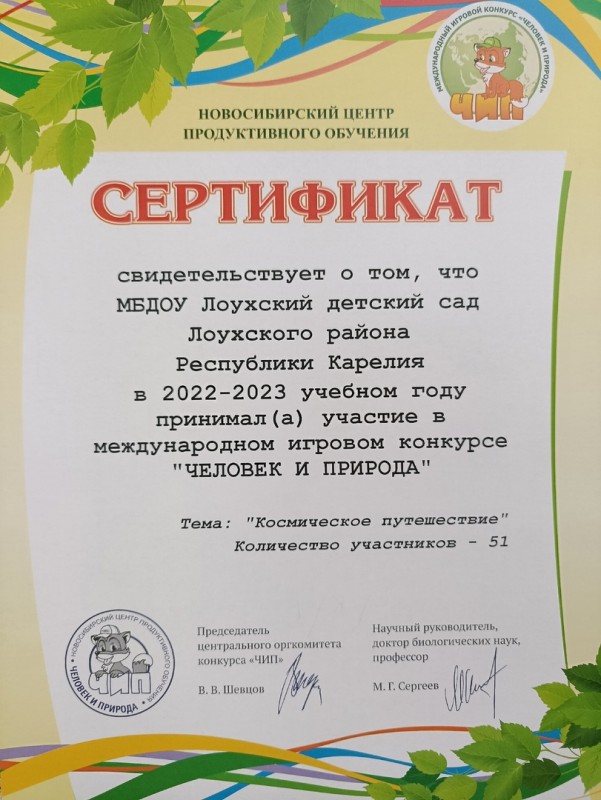 МЕЖДУНАРОДНЫЙ ИГРОВОЙ КОНКУРС «ЧЕЛОВЕК И ПРИРОДА»
ЧИП
НОВОСИБИРСКИЙ ЦЕНТР
ПРОДУКТИВНОГО ОБУЧЕНИЯ
СЕРТИФИКАТ
свидетельствует о том, что
МБДОУ Лоухский детский сад
Лоухского района
Республики Карелия
в 2022-2023 учебном году
принимал(а) участие в
международном игровом конкурсе
"ЧЕЛОВЕК И ПРИРОДА"
Тема: "Космическое путешествие"
Количество участников - 51
НОВОСИБИРСКИЙ ЦЕНТР ПРОДУКТИВНОГО ОБУЧЕНИЯ
ЧИП
ЧЕЛОВЕК И ПРИРОДА
Председатель
центрального оргкомитета
конкурса «ЧИП»
В. В. Шевцов
Научный руководитель,
доктор биологических наук,
профессор
М. Г. Сергеев